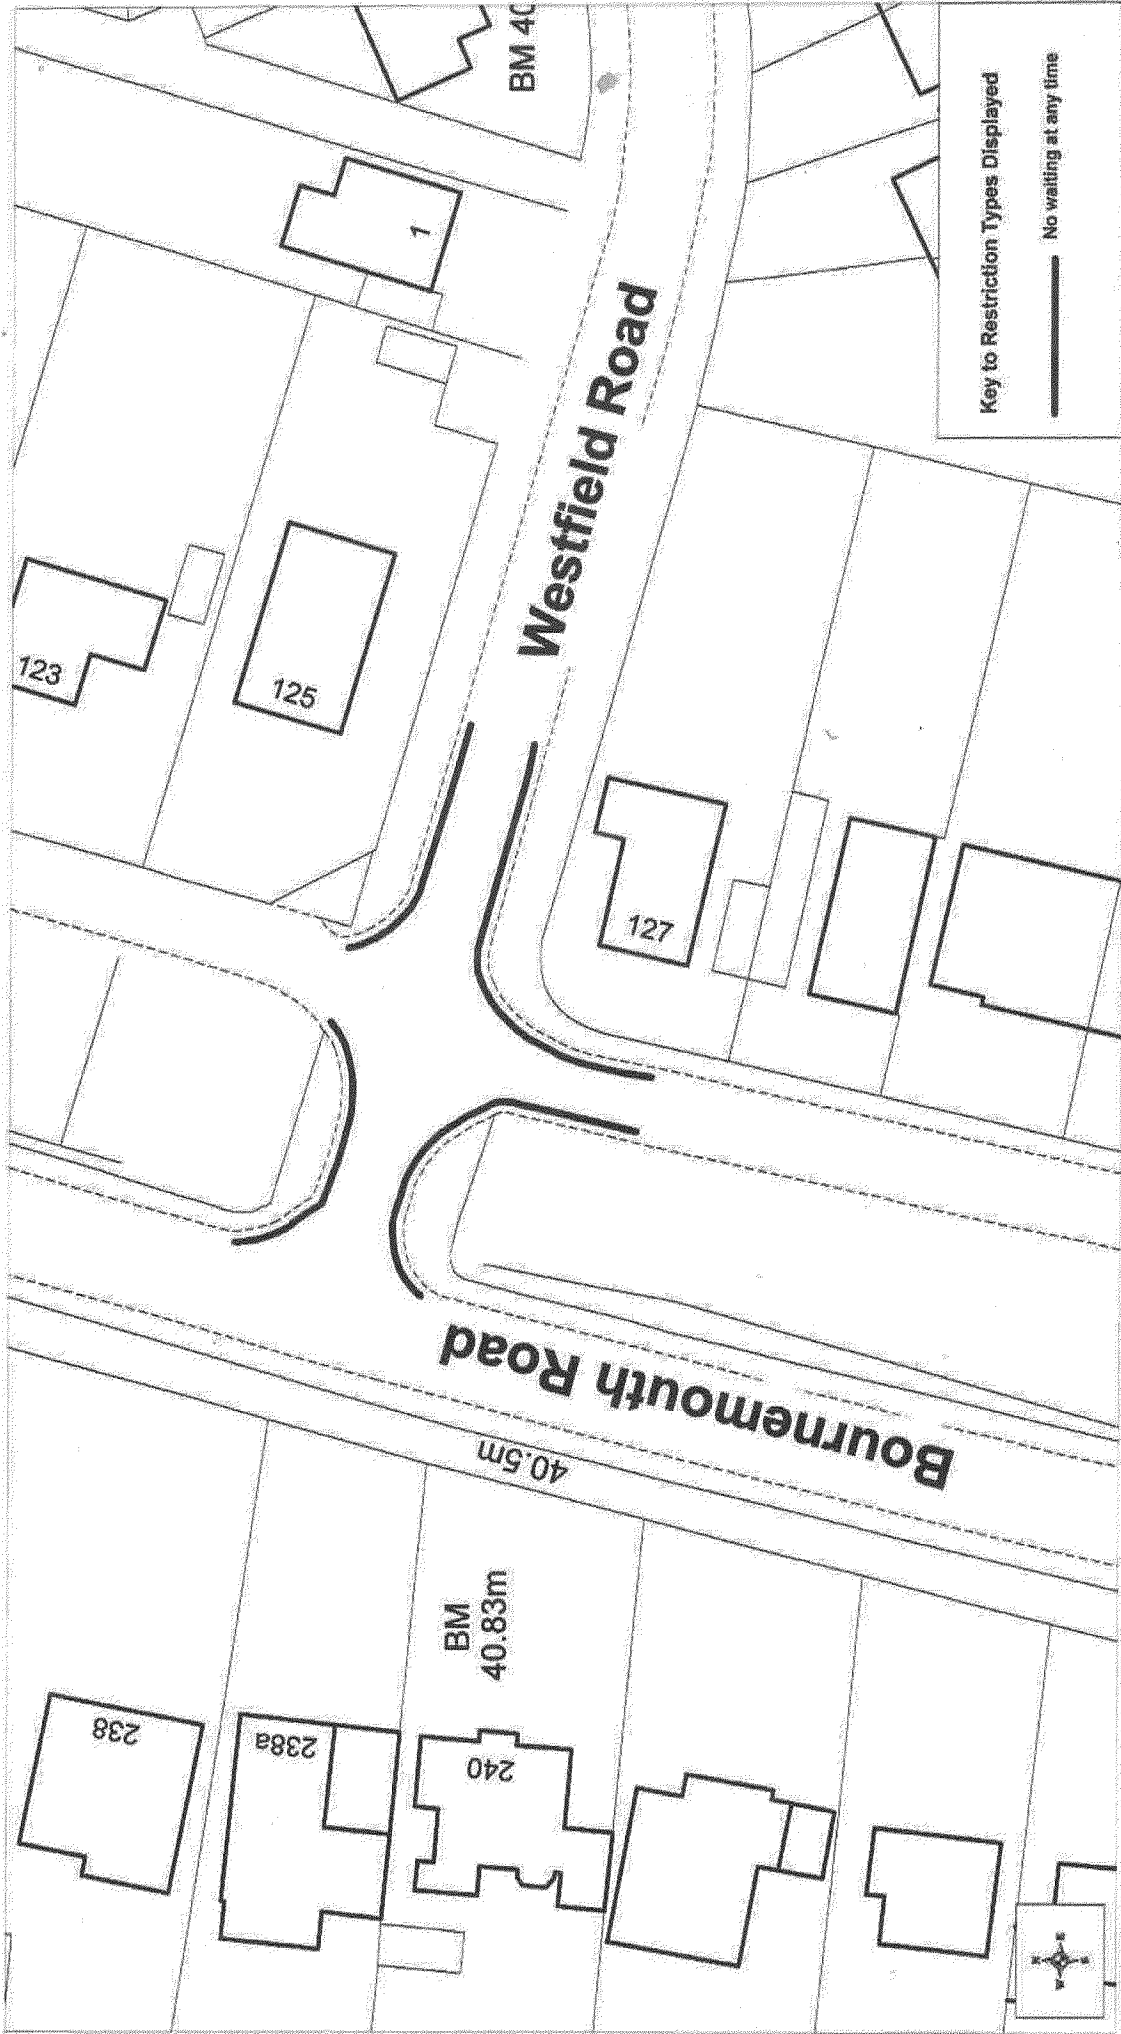 BM 40
1
123
125
Westfield Road
127
Bournemouth Road
40.5m
BM
40.83m
238
238a
240
Key to Restriction Types Displayed
No waiting at any time